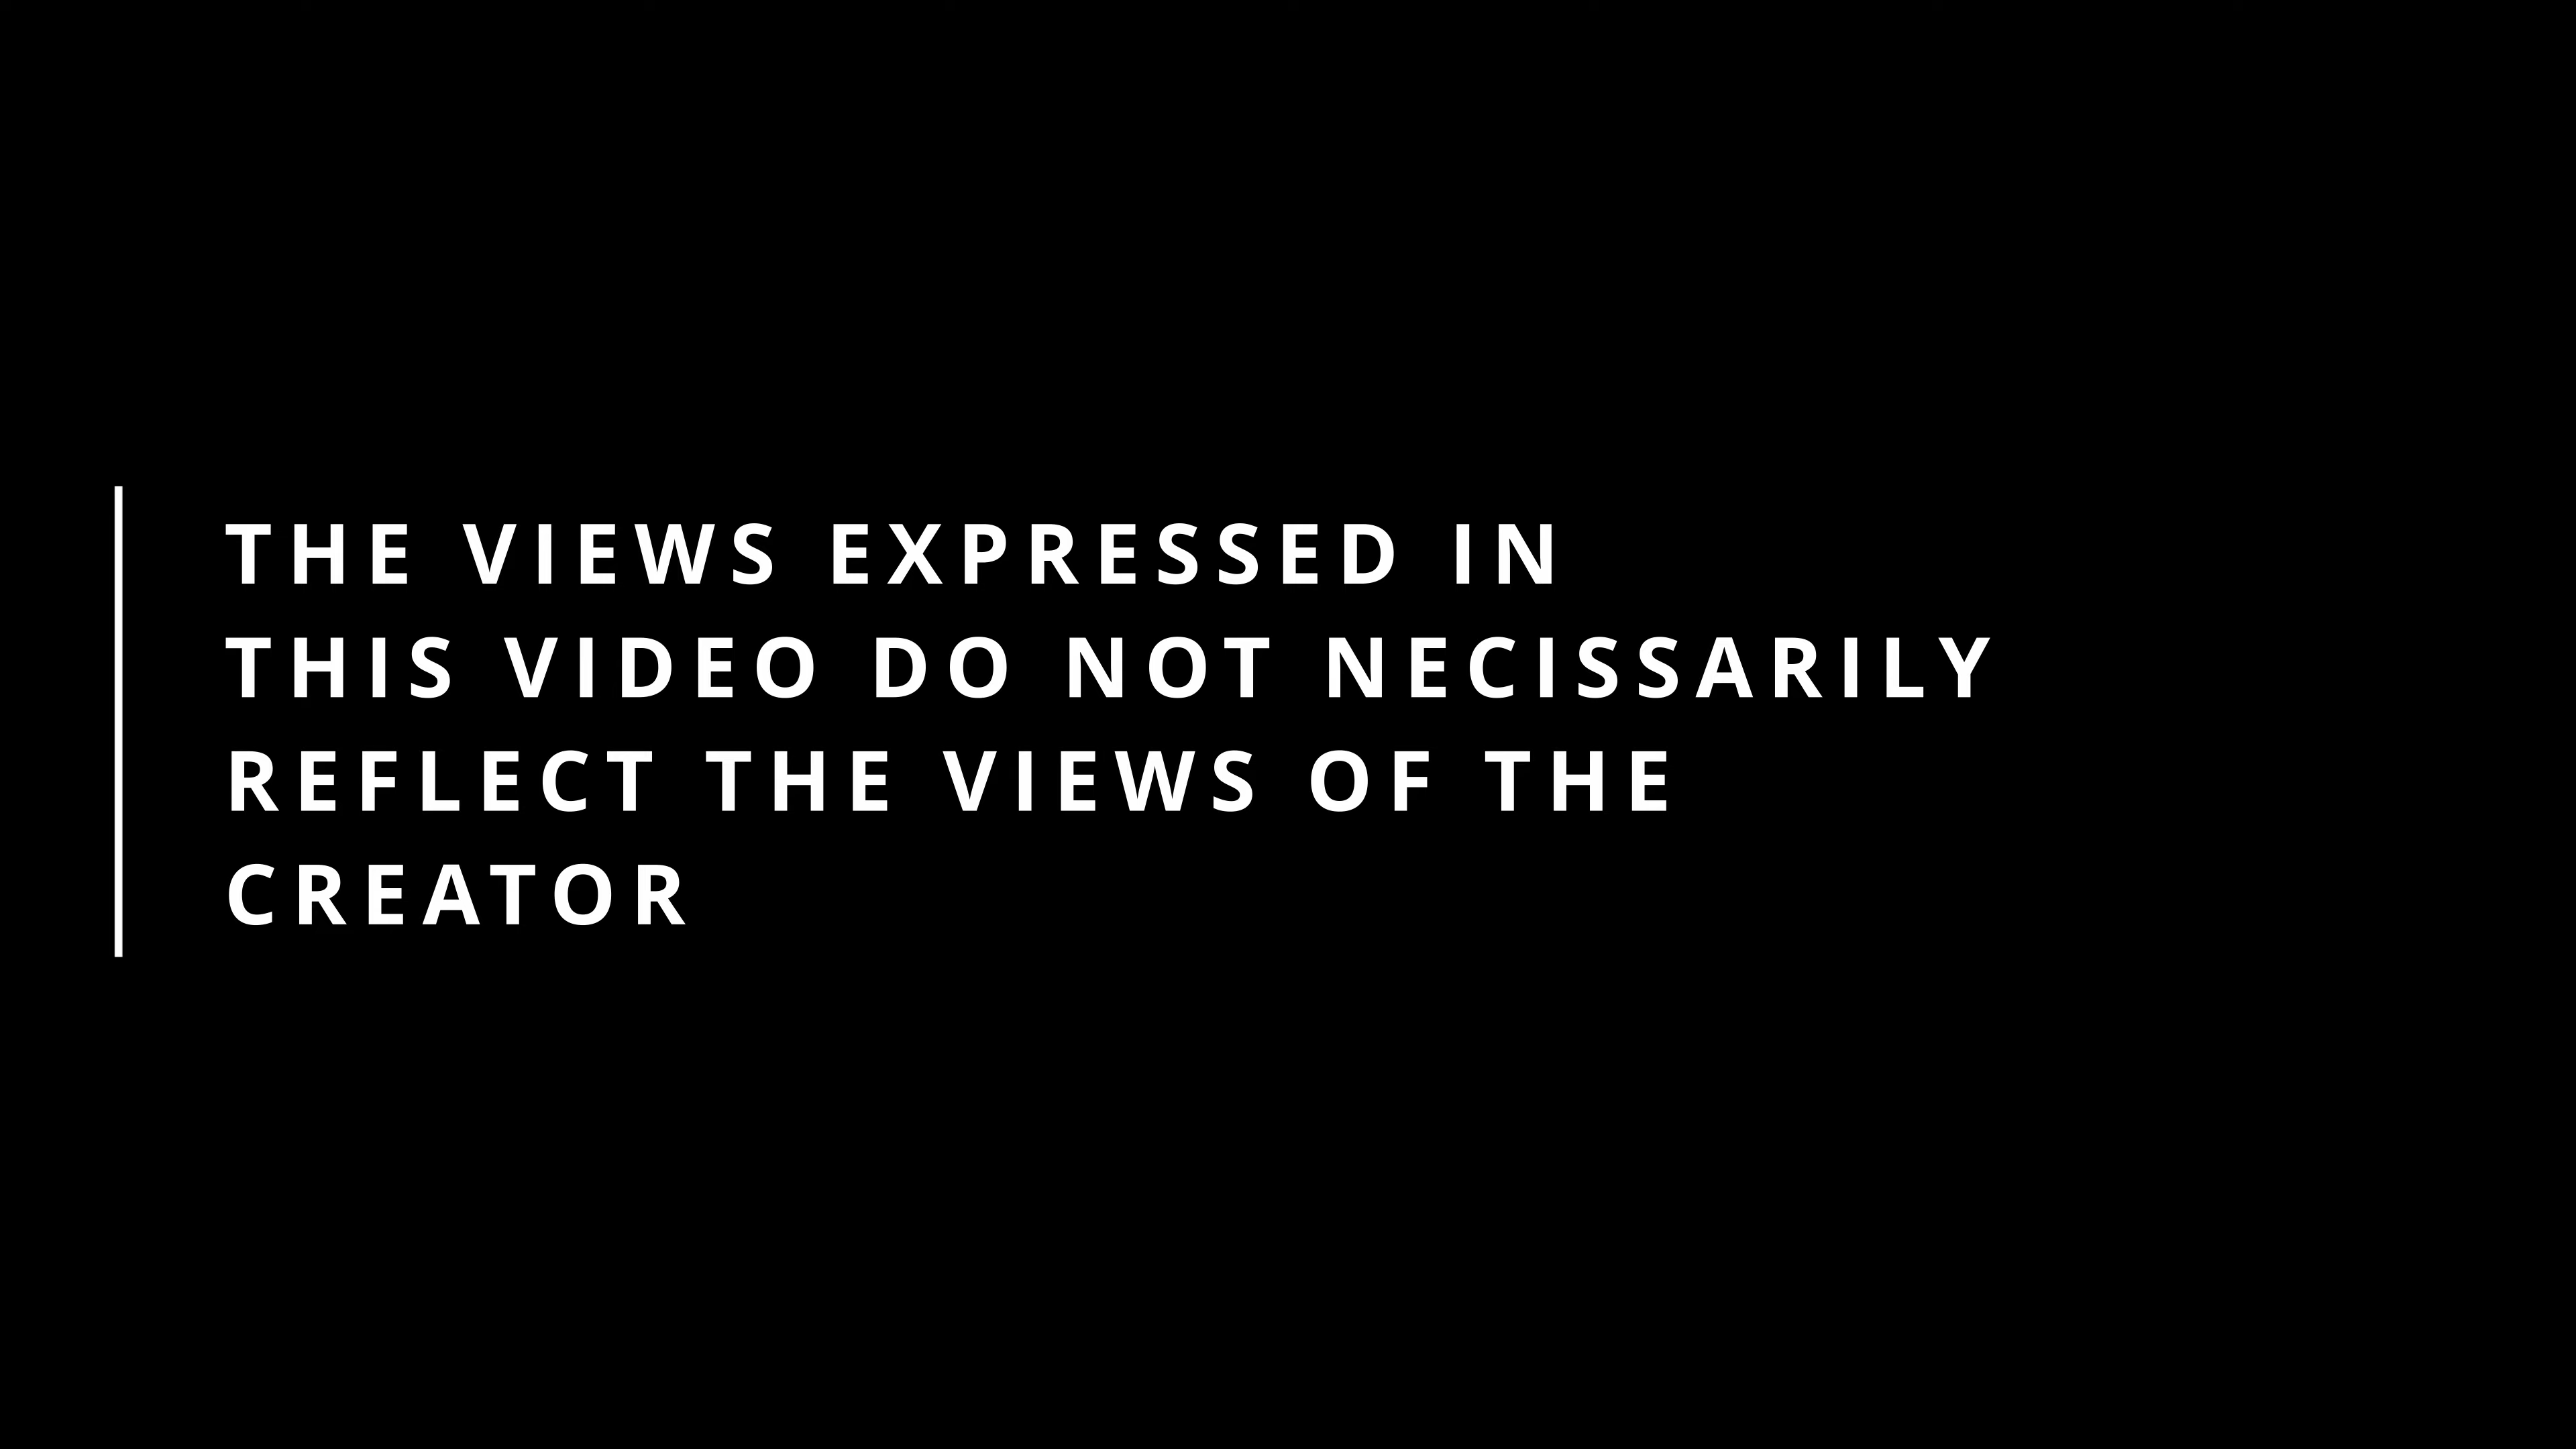 THE VIEWS EXPRESSED IN
THIS VIDEO DO NOT NECISSARILY
REFLECT THE VIEWS OF THE
CREATOR